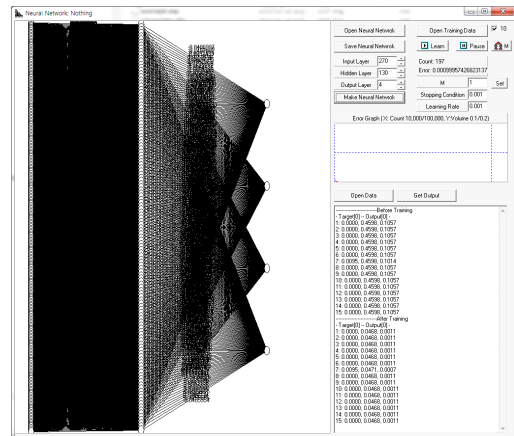 Neural Network: Nothing
Open Neural Network
Open Training Data
10
Save Neural Network
Learn
Pause
M
Input Layer 270
Hidden Layer 130
Output Layer 4
Make Neural Network
Count: 197
Error: 0.00099957426823137
M 1 Set
Stopping Condition 0.001
Learning Rate 0.001
Error Graph ( X: Count 10,000/100,000, Y:Volume 0.1/0.2)
Open Data
Get Output
--------------------Before Training
- Target[0] -- Output[0] -
1: 0.0000, 0.4598, 0.1057
2: 0.0000, 0.4598, 0.1057
3: 0.0000, 0.4598, 0.1057
4: 0.0000, 0.4598, 0.1057
5: 0.0000, 0.4598, 0.1057
6: 0.0000, 0.4598, 0.1057
7: 0.0095, 0.4598, 0.1014
8: 0.0000, 0.4598, 0.1057
9: 0.0000, 0.4598, 0.1057
10: 0.0000, 0.4598, 0.1057
11: 0.0000, 0.4598, 0.1057
12: 0.0000, 0.4598, 0.1057
13: 0.0000, 0.4598, 0.1057
14: 0.0000, 0.4598, 0.1057
15: 0.0000, 0.4598, 0.1057
--------------------After Training
- Target[0] -- Output[0] -
1: 0.0000, 0.0468, 0.0011
2: 0.0000, 0.0468, 0.0011
3: 0.0000, 0.0468, 0.0011
4: 0.0000, 0.0468, 0.0011
5: 0.0000, 0.0468, 0.0011
6: 0.0000, 0.0468, 0.0011
7: 0.0095, 0.0471, 0.0007
8: 0.0000, 0.0468, 0.0011
9: 0.0000, 0.0468, 0.0011
10: 0.0000, 0.0468, 0.0011
11: 0.0000, 0.0468, 0.0011
12: 0.0000, 0.0468, 0.0011
13: 0.0000, 0.0468, 0.0011
14: 0.0000, 0.0468, 0.0011
15: 0.0000, 0.0468, 0.0011